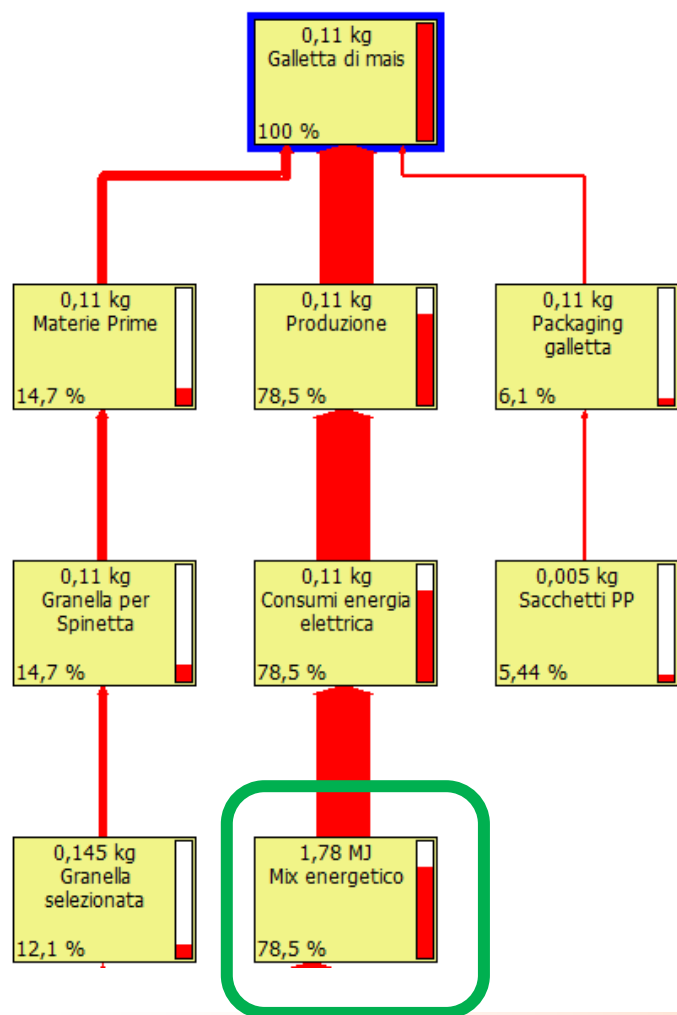 0,11 kg
Galletta di mais
100 %
0,11 kg
Materie Prime
14,7 %
0,11 kg
Produzione
78,5 %
0,11 kg
Packaging
galletta
6,1 %
0,11 kg
Granella per
Spinetta
14,7 %
0,11 kg
Consumi energia
elettrica
78,5 %
0,005 kg
Sacchetti PP
5,44 %
0,145 kg
Granella
selezionata
12,1 %
1,78 MJ
Mix energetico
78,5 %